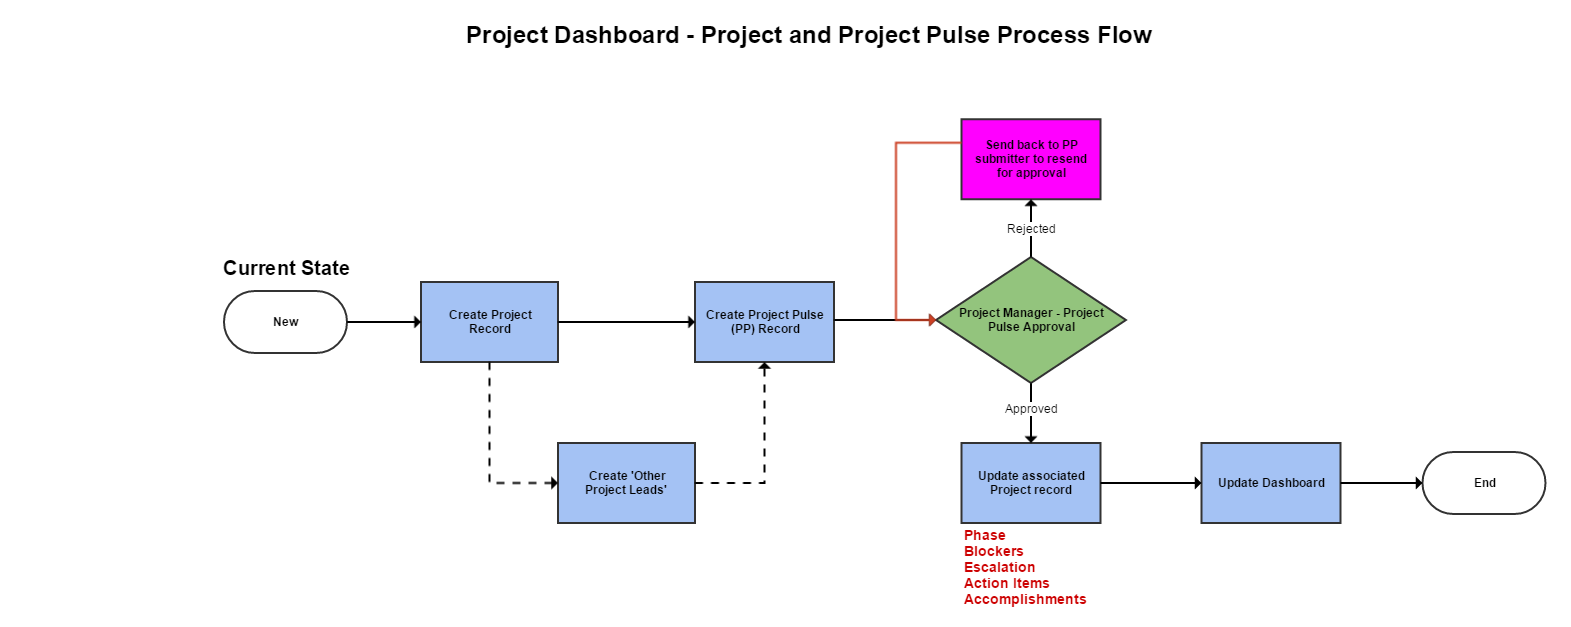 Project Dashboard - Project and Project Pulse Process Flow
Send back to PP
submitter to resend
for approval
Rejected
Current State
New
Create Project
Record
Create Project Pulse
(PP) Record
Project Manager - Project
Pulse Approval
Approved
Create 'Other
Project Leads'
Update associated
Project record
Update Dashboard
End
Phase
Blockers
Escalation
Action Items
Accomplishments